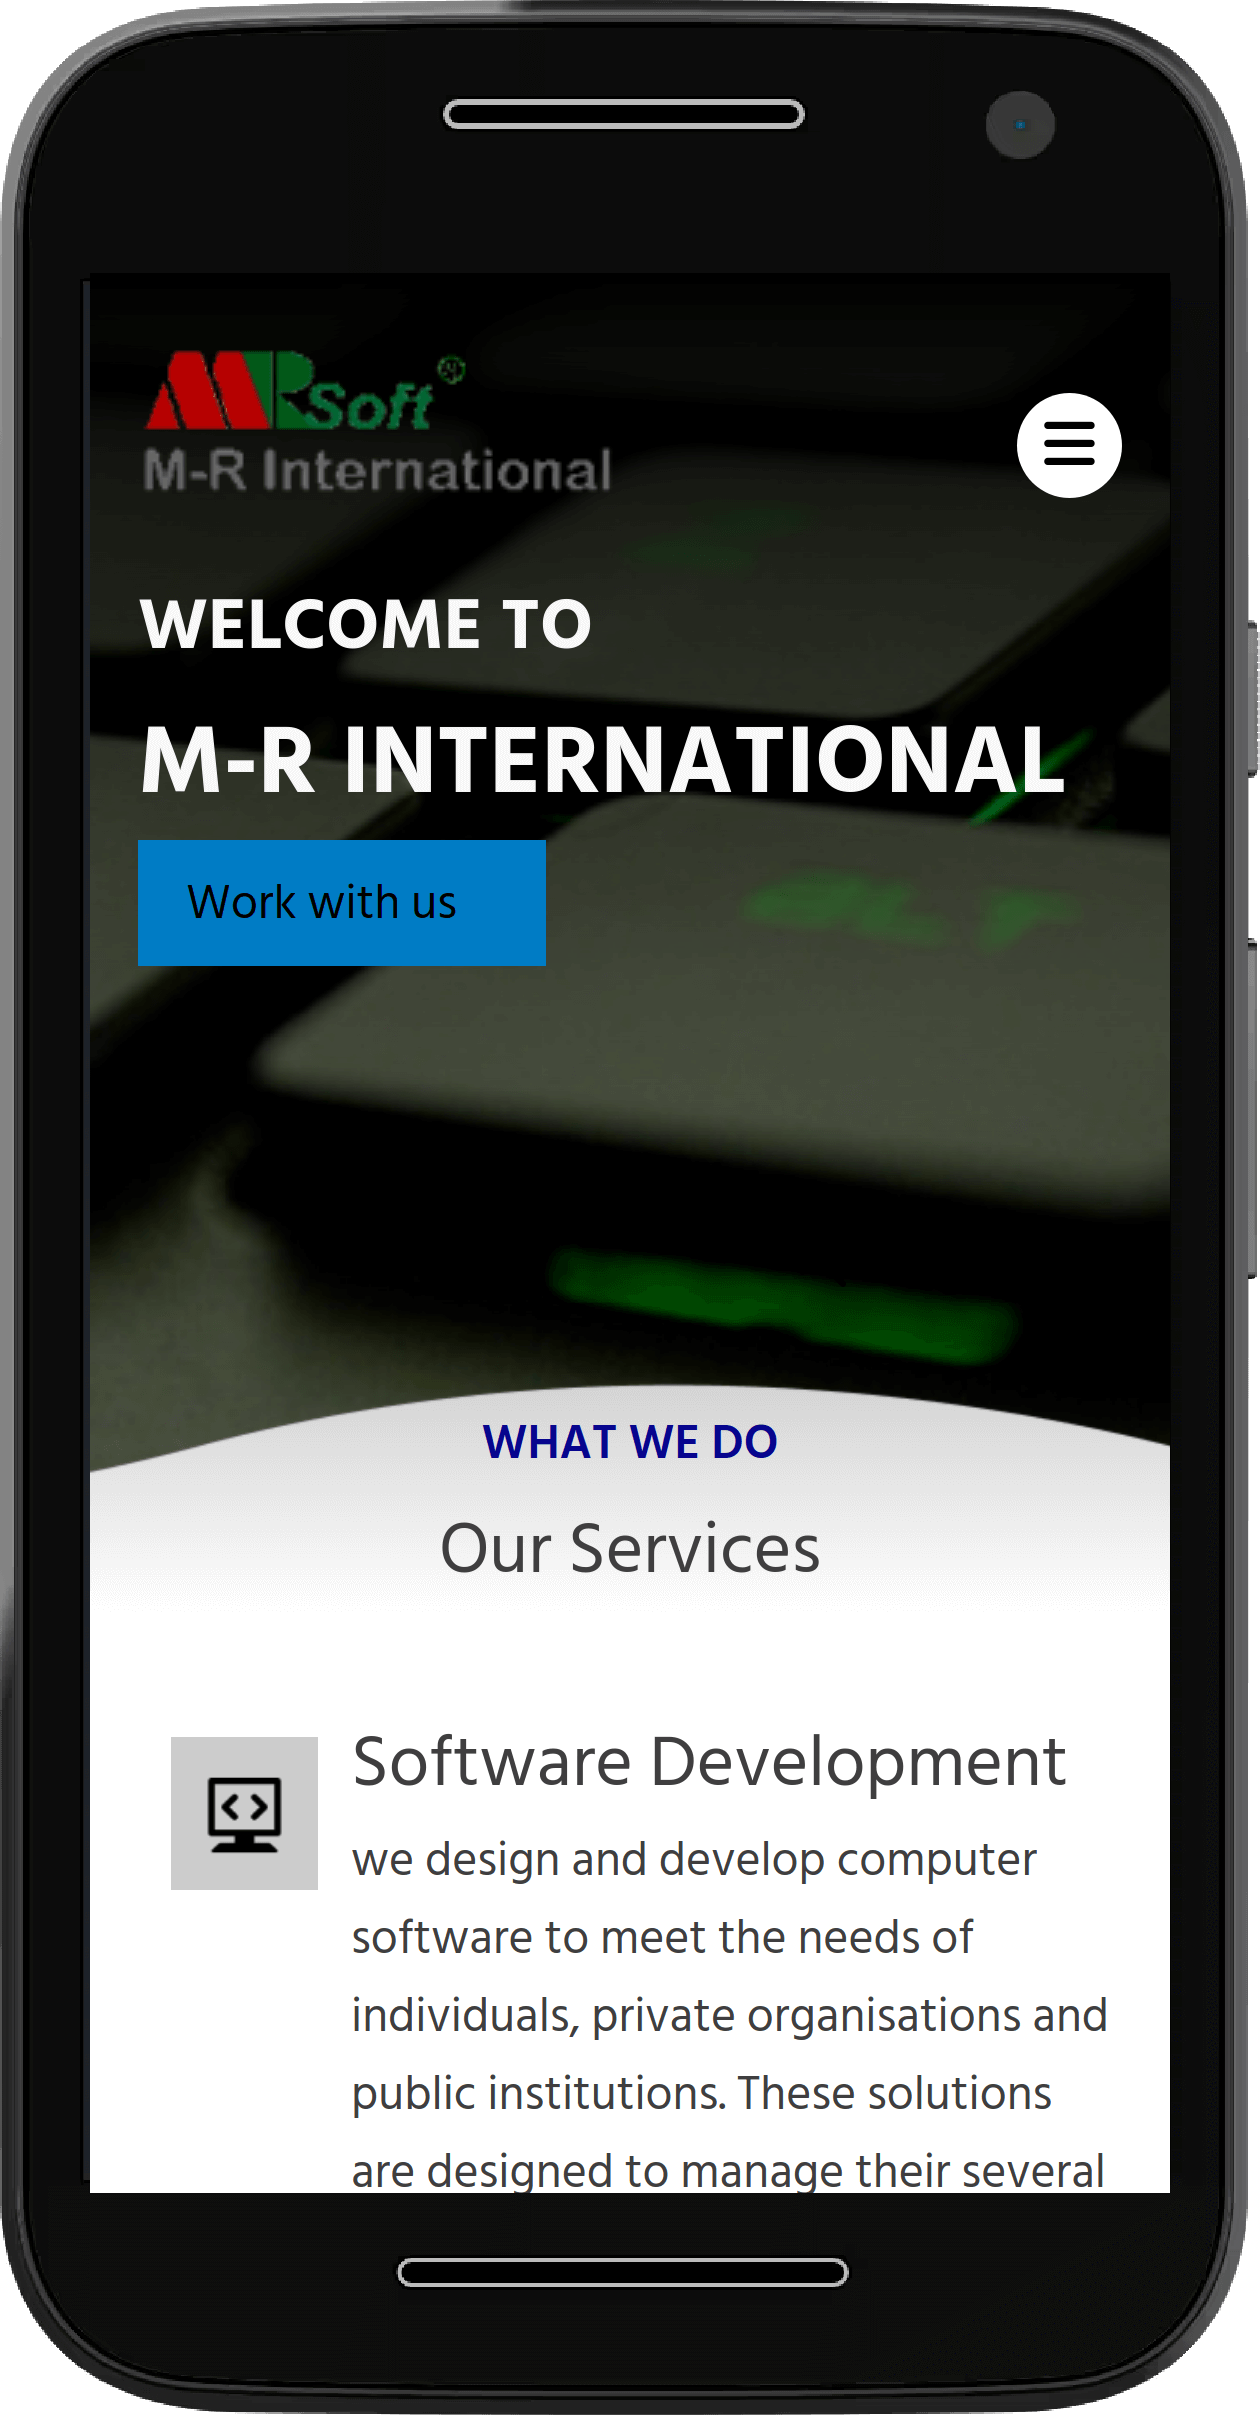 MRSoft
M-R International
WELCOME TO
M-R INTERNATIONAL
Work with us
WHAT WE DO
Our Services
Software Development
we design and develop computer
software to meet the needs of
individuals, private organisations and
public institutions. These solutions
are designed to manage their several